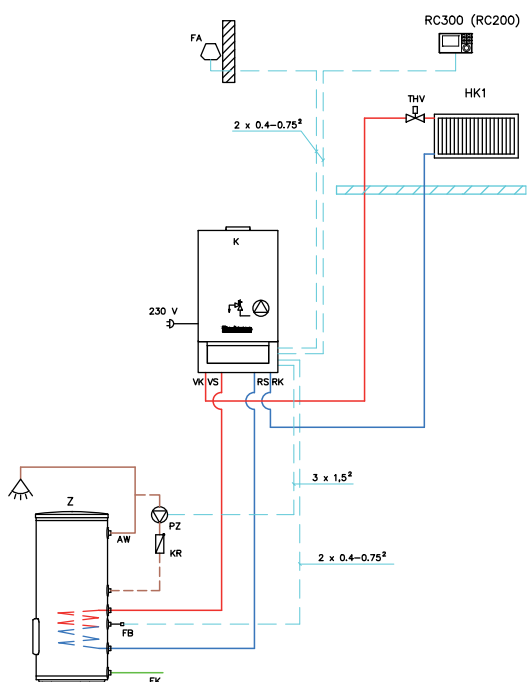 RC300 (RC200)
FA
HK1
THV
2 x 0.4-0.75²
K
230 V
VK VS RS RK
3 x 1,5²
Z
PZ
AW
KR
2 x 0.4-0.75²
FB
EK